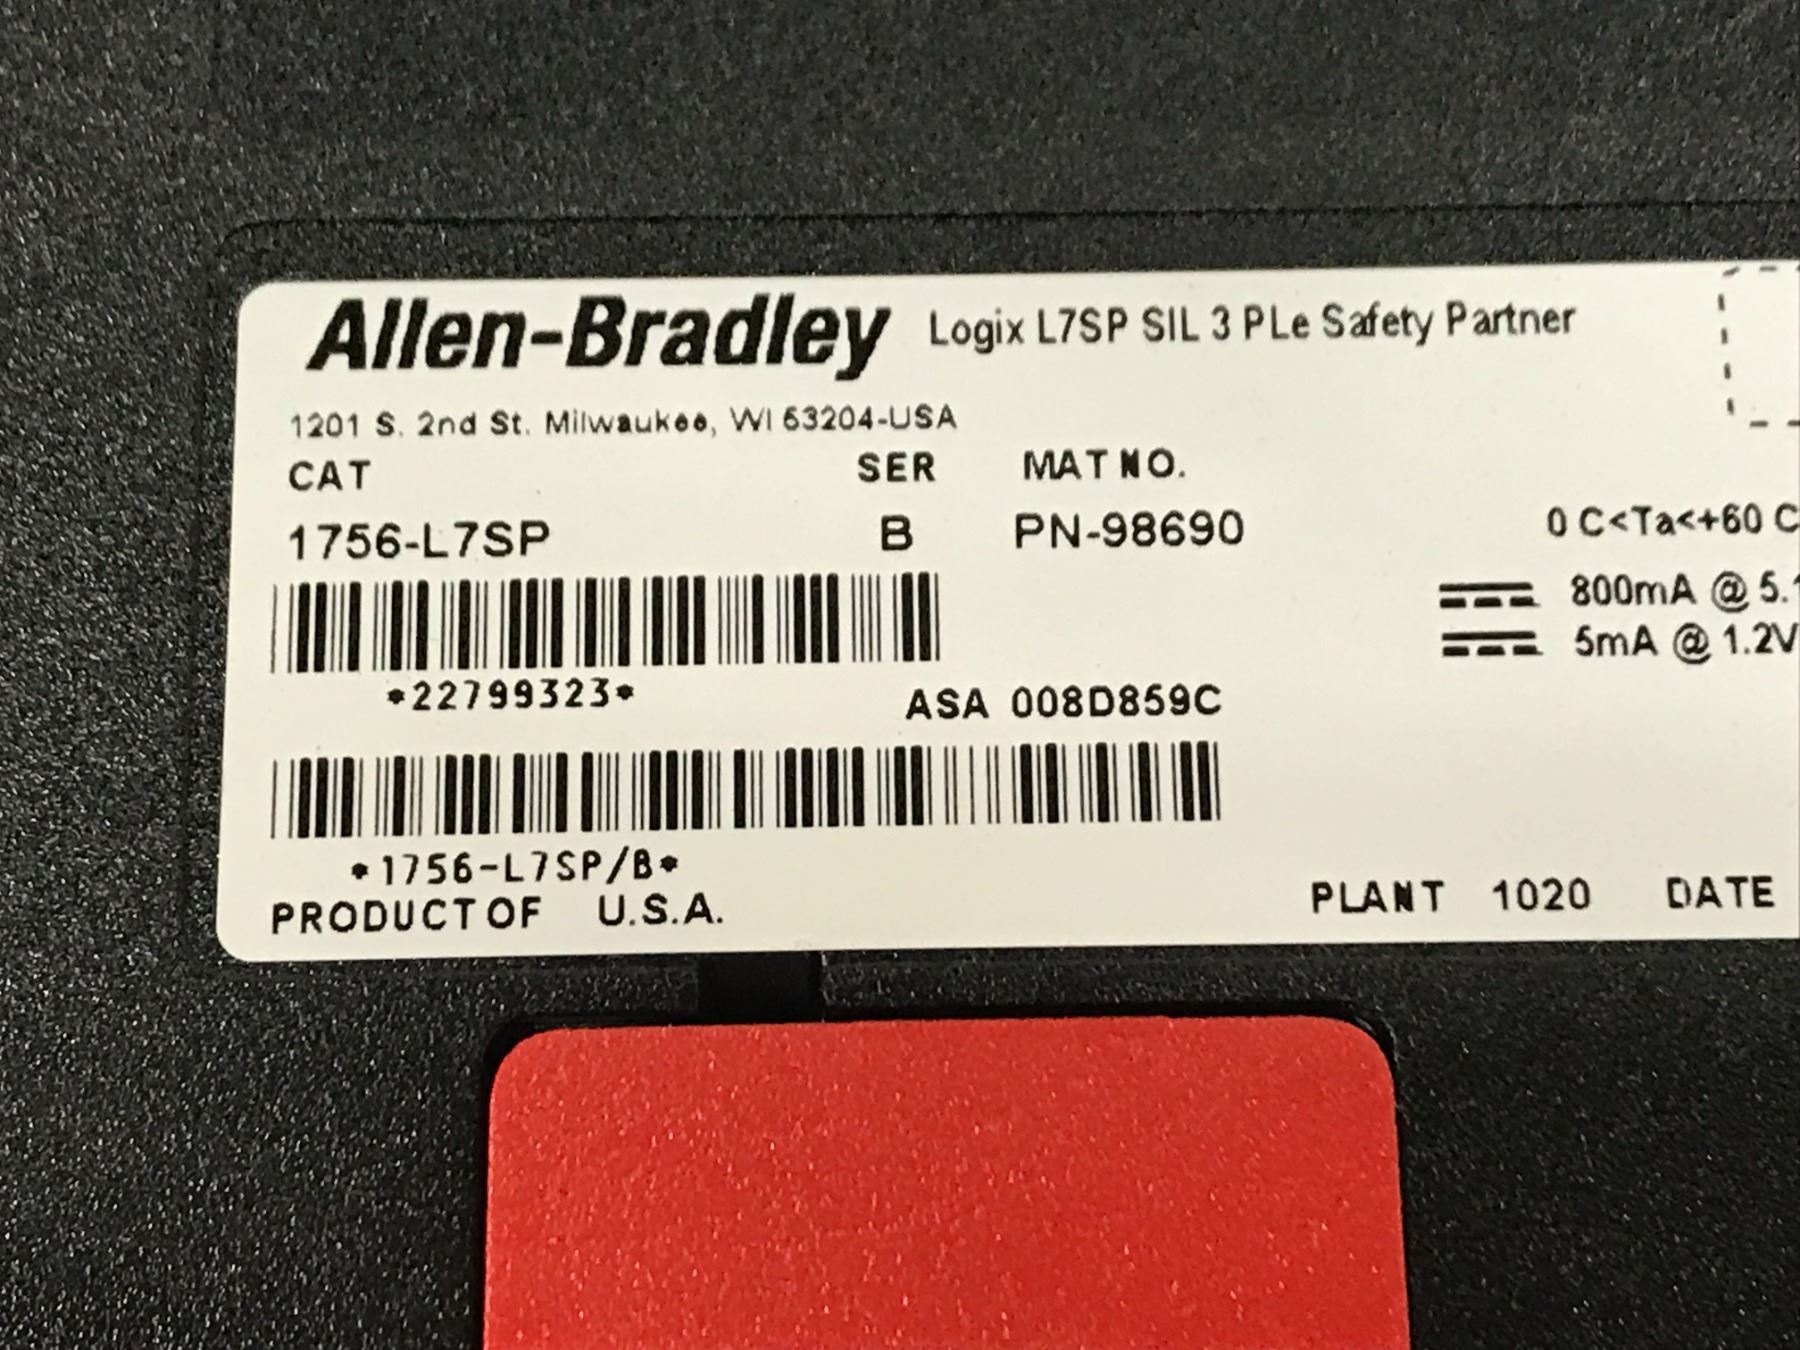 Allen-Bradley Logix L7SP SIL 3 PLe Safety Partner
1201 S. 2nd St. Milwaukee, WI 53204-USA
CAT SER MAT NO.
1756-L7SP B PN-98690 0 C<Ta<+60 C
800mA @ 5.1
5mA @ 1.2V
*22799323* ASA 008D859C
*1756-L7SP/B*
PRODUCT OF U.S.A. PLANT 1020 DATE